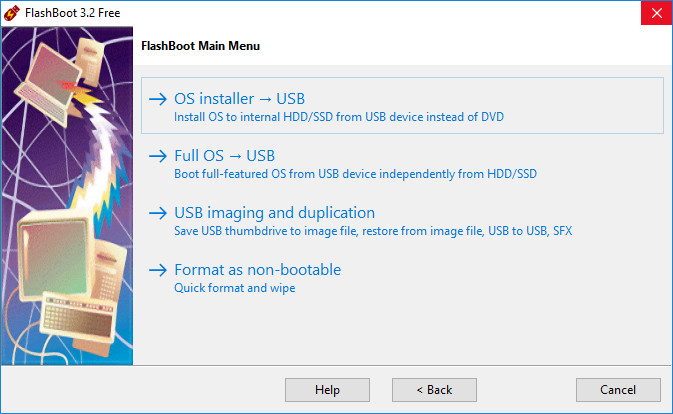 FlashBoot 3.2 Free
FlashBoot Main Menu
OS installer → USB
Install OS to internal HDD/SSD from USB device instead of DVD
Full OS → USB
Boot full-featured OS from USB device independently from HDD/SSD
USB imaging and duplication
Save USB thumbdrive to image file, restore from image file, USB to USB, SFX
Format as non-bootable
Quick format and wipe
Help
< Back
Cancel